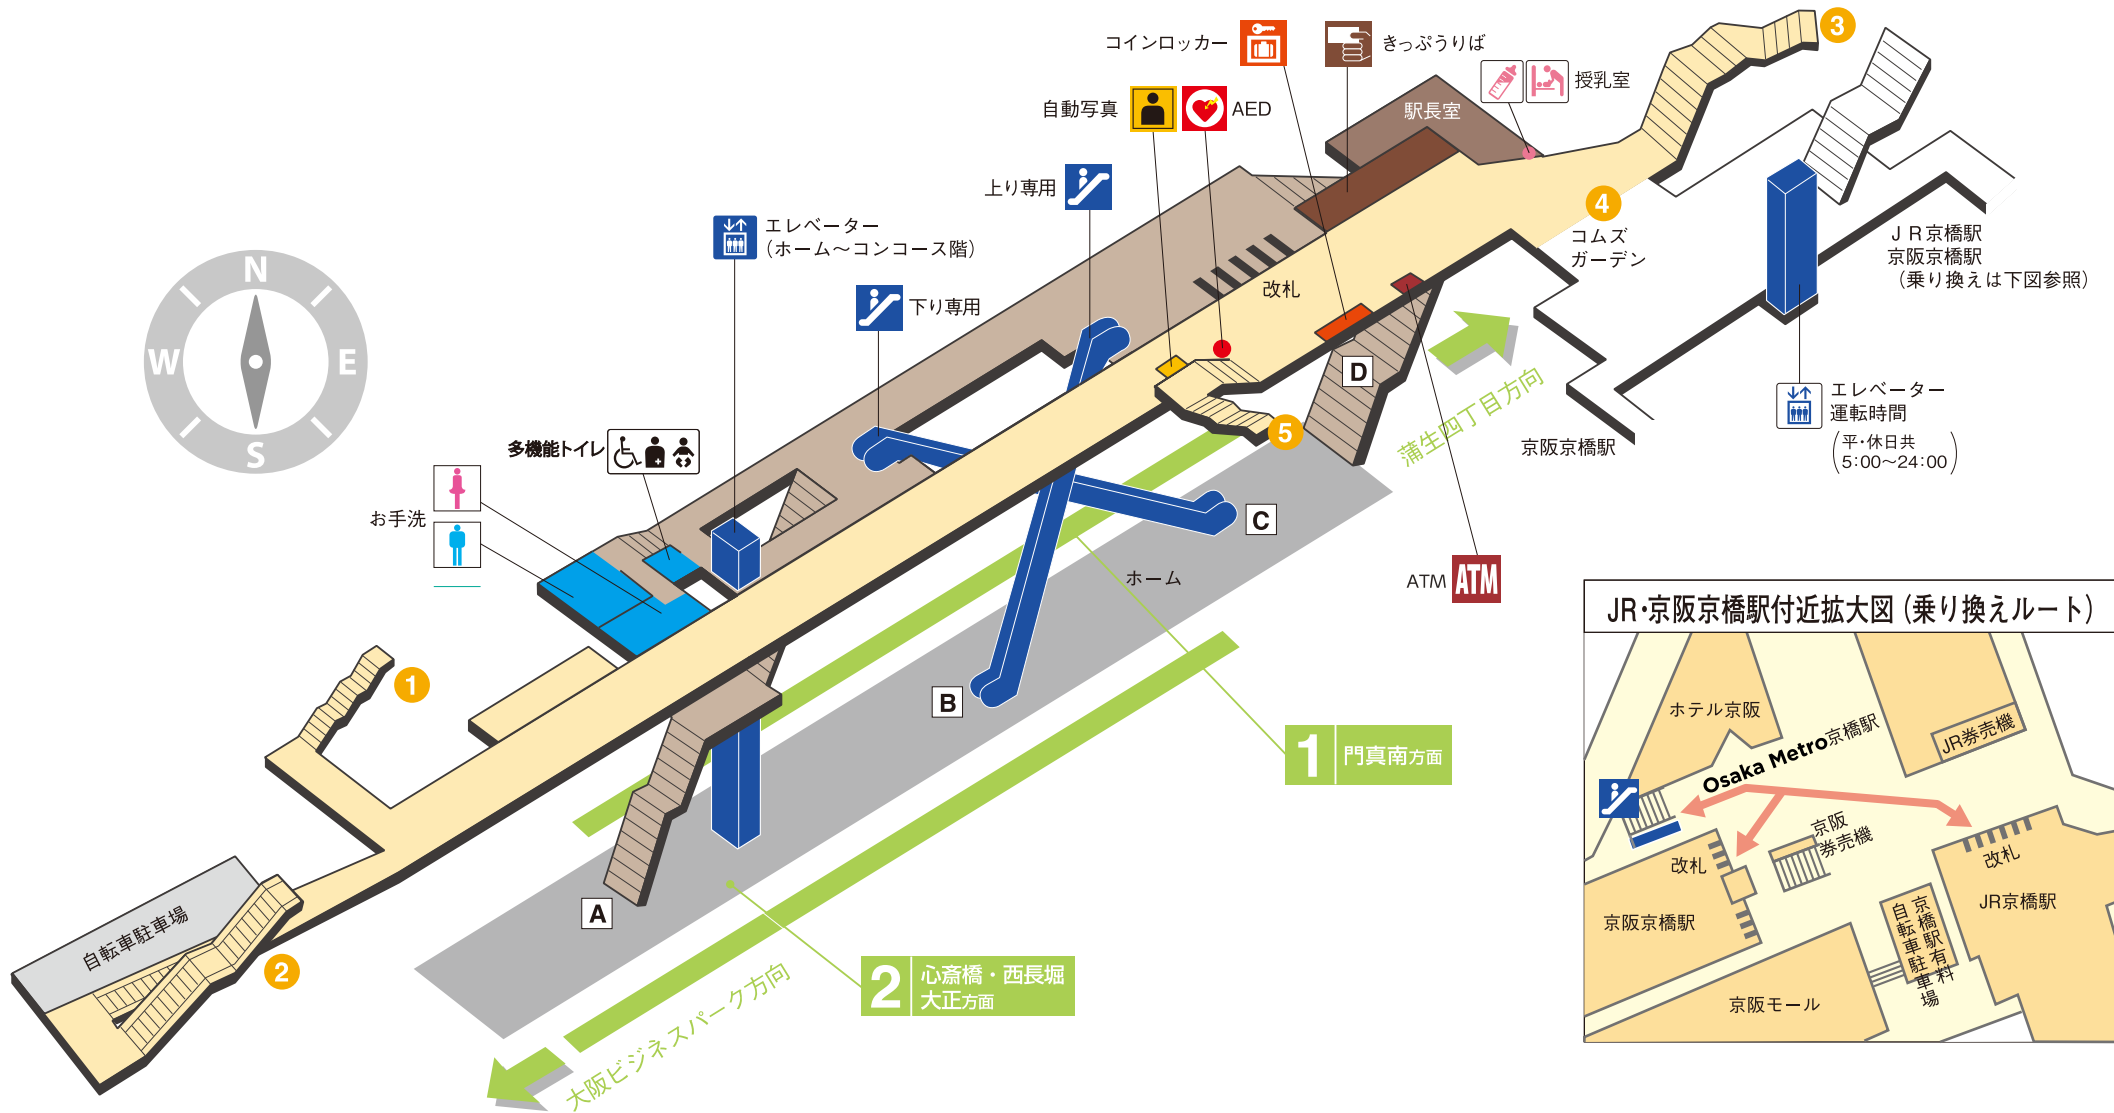 コインロッカー
きっぷうりば
3
自動写真
AED
駅長室
授乳室
上り専用
エレベーター
(ホーム〜コンコース階)
下り専用
改札
4
コムズ
ガーデン
JR京橋駅
京阪京橋駅
(乗り換えは下図参照)
N
W
E
S
多機能トイレ
お手洗
D
5
C
蒲生四丁目方向
京阪京橋駅
エレベーター
運転時間
(平・休日共
5:00〜24:00)
ホーム
ATM
ATM
1
B
1
門真南方面
A
自転車駐車場
2
2
心斎橋・西長堀
大正方面
大阪ビジネスパーク方向
JR・京阪京橋駅付近拡大図(乗り換えルート)
ホテル京阪
Osaka Metro京橋駅
JR券売機
京阪
券売機
改札
改札
京阪京橋駅
JR京橋駅
京橋駅有料
自転車駐車場
京阪モール